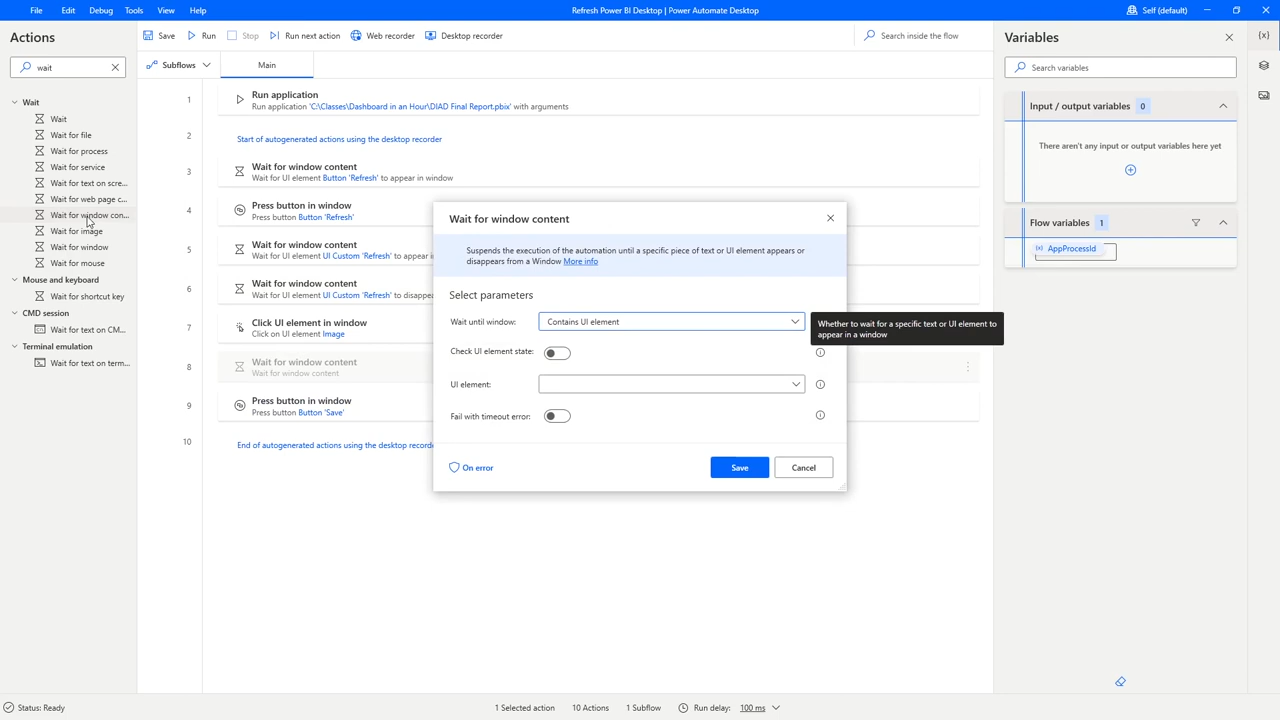 File Edit Debug Tools View Help
Refresh Power BI Desktop | Power Automate Desktop
Self (default)
Actions
wait
Wait
Wait
Wait for file
Wait for process
Wait for service
Wait for text on scre...
Wait for web page c...
Wait for window con...
Wait for image
Wait for window
Wait for mouse
Mouse and keyboard
Wait for shortcut key
CMD session
Wait for text on CM...
Terminal emulation
Wait for text on term...
Save Run Stop Run next action Web recorder Desktop recorder
Search inside the flow
Subflows Main
1 Run application
Run application 'C:\Classes\Dashboard in an Hour\DIAD Final Report.pbix' with arguments
2 Start of autogenerated actions using the desktop recorder
3 Wait for window content
Wait for UI element Button 'Refresh' to appear in window
4 Press button in window
Press button Button 'Refresh'
5 Wait for window content
Wait for UI element UI Custom 'Refresh' to appear i
6 Wait for window content
Wait for UI element UI Custom 'Refresh' to disappe
7 Click UI element in window
Click on UI element Image
8 Wait for window content
Wait for window content
9 Press button in window
Press button Button 'Save'
10 End of autogenerated actions using the desktop recorde
Wait for window content
Suspends the execution of the automation until a specific piece of text or UI element appears or
disappears from a Window More info
Select parameters
Wait until window: Contains UI element
Check UI element state:
UI element:
Fail with timeout error:
On error
Save Cancel
Whether to wait for a specific text or UI element to
appear in a window
Variables
{x}
Search variables
Input / output variables 0
There aren't any input or output variables here yet
Flow variables 1
(x) AppProcessId
Status: Ready
1 Selected action 10 Actions 1 Subflow Run delay: 100 ms